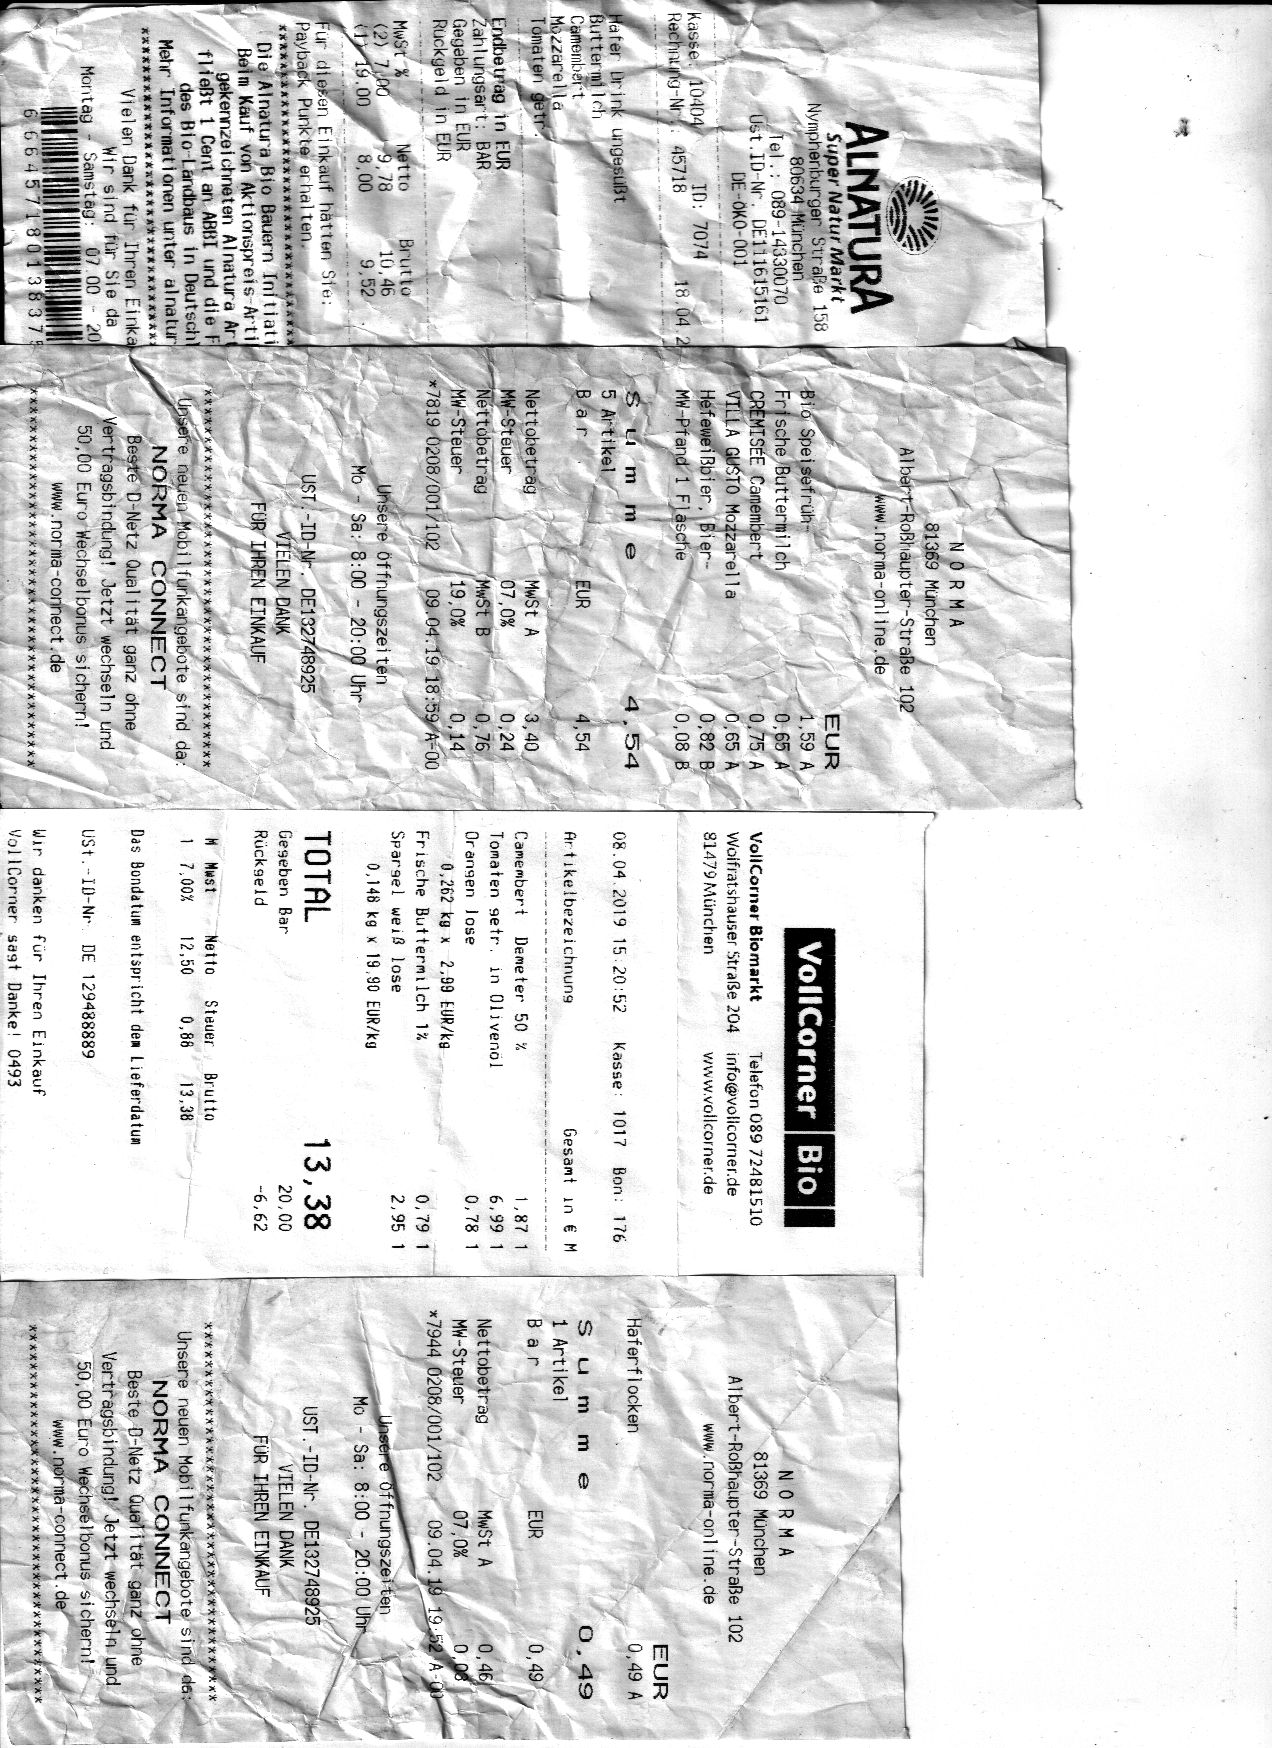 ALNATURA
Super Natur Markt
Nymphenburger Straße 158
80634 München
Tel.: 089-14330070
Ust.ID-Nr. DE111615161
DE-ÖKO-001
Kasse: 10404 ID: 7074
Rechnung-Nr.: 45718 18.04.2
Hafer Drink ungesüßt
Buttermilch
Camembert
Mozzarella
Tomaten getr.
Endbetrag in EUR
Zahlungsart: BAR
Gegeben in EUR
Rückgeld in EUR
MwSt % Netto Brutto
(2) 7,00 9,78 10,46
(1) 19,00 8,00 9,52
Für diesen Einkauf hätten Sie:
Payback Punkte erhalten.
Die Alnatura Bio Bauern Initiati
Beim Kauf von Aktionspreis-Arti
gekennzeichneten Alnatura Ar
fließt 1 Cent an ABBI und die F
des Bio-Landbaus in Deutschl
Mehr Informationen unter alnatur
Vielen Dank für Ihren Einka
Wir sind für Sie da
Montag - Samstag: 07.00 - 20
6664571801 3837
N O R M A
81369 München
Albert-Roßhaupter-Straße 102
www.norma-online.de
EUR
Bio Speisefrüh- 1,59 A
Frische Buttermilch 0,65 A
CREMISÉE Camembert 0,75 A
VILLA GUSTO Mozzarella 0,65 A
Hefeweißbier, Bier- 0,82 B
MW-Pfand 1 Flasche 0,08 B
S u m m e 4,54
5 Artikel
B a r EUR 4,54
Nettobetrag MwSt A 3,40
MW-Steuer 07,0% 0,24
Nettobetrag MwSt B 0,76
MW-Steuer 19,0% 0,14
*7819 0208/001/102 09.04.19 18:59 A-00
Unsere Öffnungszeiten
Mo - Sa: 8:00 - 20:00 Uhr
UST.-ID-Nr. DE132748925
VIELEN DANK
FÜR IHREN EINKAUF
**************************************
Unsere neuen Mobilfunkangebote sind da:
NORMA CONNECT
Beste D-Netz Qualität ganz ohne
Vertragsbindung! Jetzt wechseln und
50,00 Euro Wechselbonus sichern!
www.norma-connect.de
**************************************
VollCorner Bio
VollCorner Biomarkt Telefon 089 72481510
Wolfratshauser Straße 204 info@vollcorner.de
81479 München www.vollcorner.de
08.04.2019 15:20:52 Kasse: 1017 Bon: 176
Artikelbezeichnung Gesamt in € M
Camembert Demeter 50 % 1,87 1
Tomaten getr. in Olivenöl 6,99 1
Orangen lose 0,78 1
0,262 kg x 2,99 EUR/kg
Frische Buttermilch 1% 0,79 1
Spargel weiß lose 2,95 1
0,148 kg x 19,90 EUR/kg
TOTAL 13,38
Gegeben Bar 20,00
Rückgeld -6,62
M Mwst Netto Steuer Brutto
1 7,00% 12,50 0,88 13,38
Das Bondatum entspricht dem Lieferdatum
USt.-ID-Nr DE 129488889
Wir danken für Ihren Einkauf
VollCorner sagt Danke! 0493
N O R M A
81369 München
Albert-Roßhaupter-Straße 102
www.norma-online.de
EUR
Haferflocken 0,49 A
S u m m e 0,49
1 Artikel
B a r EUR 0,49
Nettobetrag MwSt A 0,46
MW-Steuer 07,0% 0,03
*7944 0208/001/102 09.04.19 19:52 A-00
Unsere Öffnungszeiten
Mo - Sa: 8:00 - 20:00 Uhr
UST.-ID-Nr. DE132748925
VIELEN DANK
FÜR IHREN EINKAUF
**************************************
Unsere neuen Mobilfunkangebote sind da:
NORMA CONNECT
Beste D-Netz Qualität ganz ohne
Vertragsbindung! Jetzt wechseln und
50,00 Euro Wechselbonus sichern!
www.norma-connect.de
**************************************